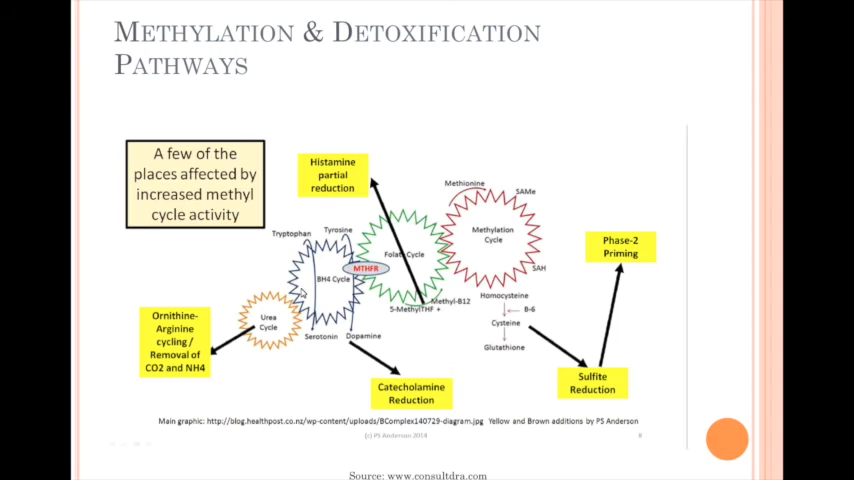 METHYLATION & DETOXIFICATION
PATHWAYS
A few of the
places affected by
increased methyl
cycle activity
Histamine
partial
reduction
Methionine
SAMe
Tryptophan
Tyrosine
Folate Cycle
Methylation
Cycle
Phase-2
Priming
MTHFR
BH4 Cycle
SAH
Homocysteine
Methyl-B12
5-MethylTHF +
B-6
Urea
Cycle
Cysteine
Ornithine-
Arginine
cycling /
Removal of
CO2 and NH4
Serotonin
Dopamine
Glutathione
Catecholamine
Reduction
Sulfite
Reduction
Main graphic: http://blog.healthpost.co.nz/wp-content/uploads/BComplex140729-diagram.jpg Yellow and Brown additions by PS Anderson
(c) PS Anderson 2014
Source: www.consultdra.com